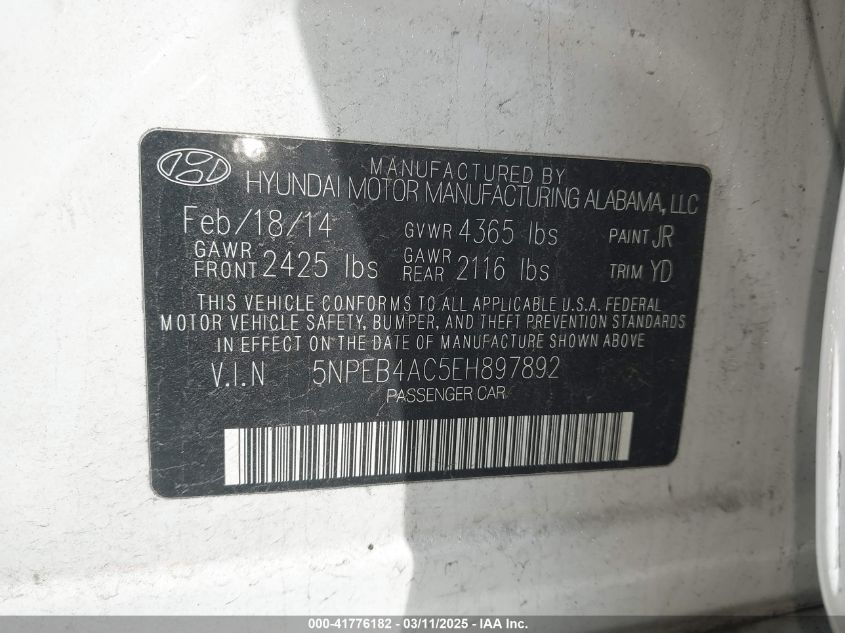 MANUFACTURED BY
HYUNDAI MOTOR MANUFACTURING ALABAMA, LLC
Feb/18/14 GVWR 4365 lbs PAINT JR
GAWR FRONT 2425 lbs GAWR REAR 2116 lbs TRIM YD
THIS VEHICLE CONFORMS TO ALL APPLICABLE U.S.A. FEDERAL
MOTOR VEHICLE SAFETY, BUMPER, AND THEFT PREVENTION STANDARDS
IN EFFECT ON THE DATE OF MANUFACTURE SHOWN ABOVE.
V.I.N 5NPEB4AC5EH897892
PASSENGER CAR
000-41776182 - 03/11/2025 - IAA Inc.